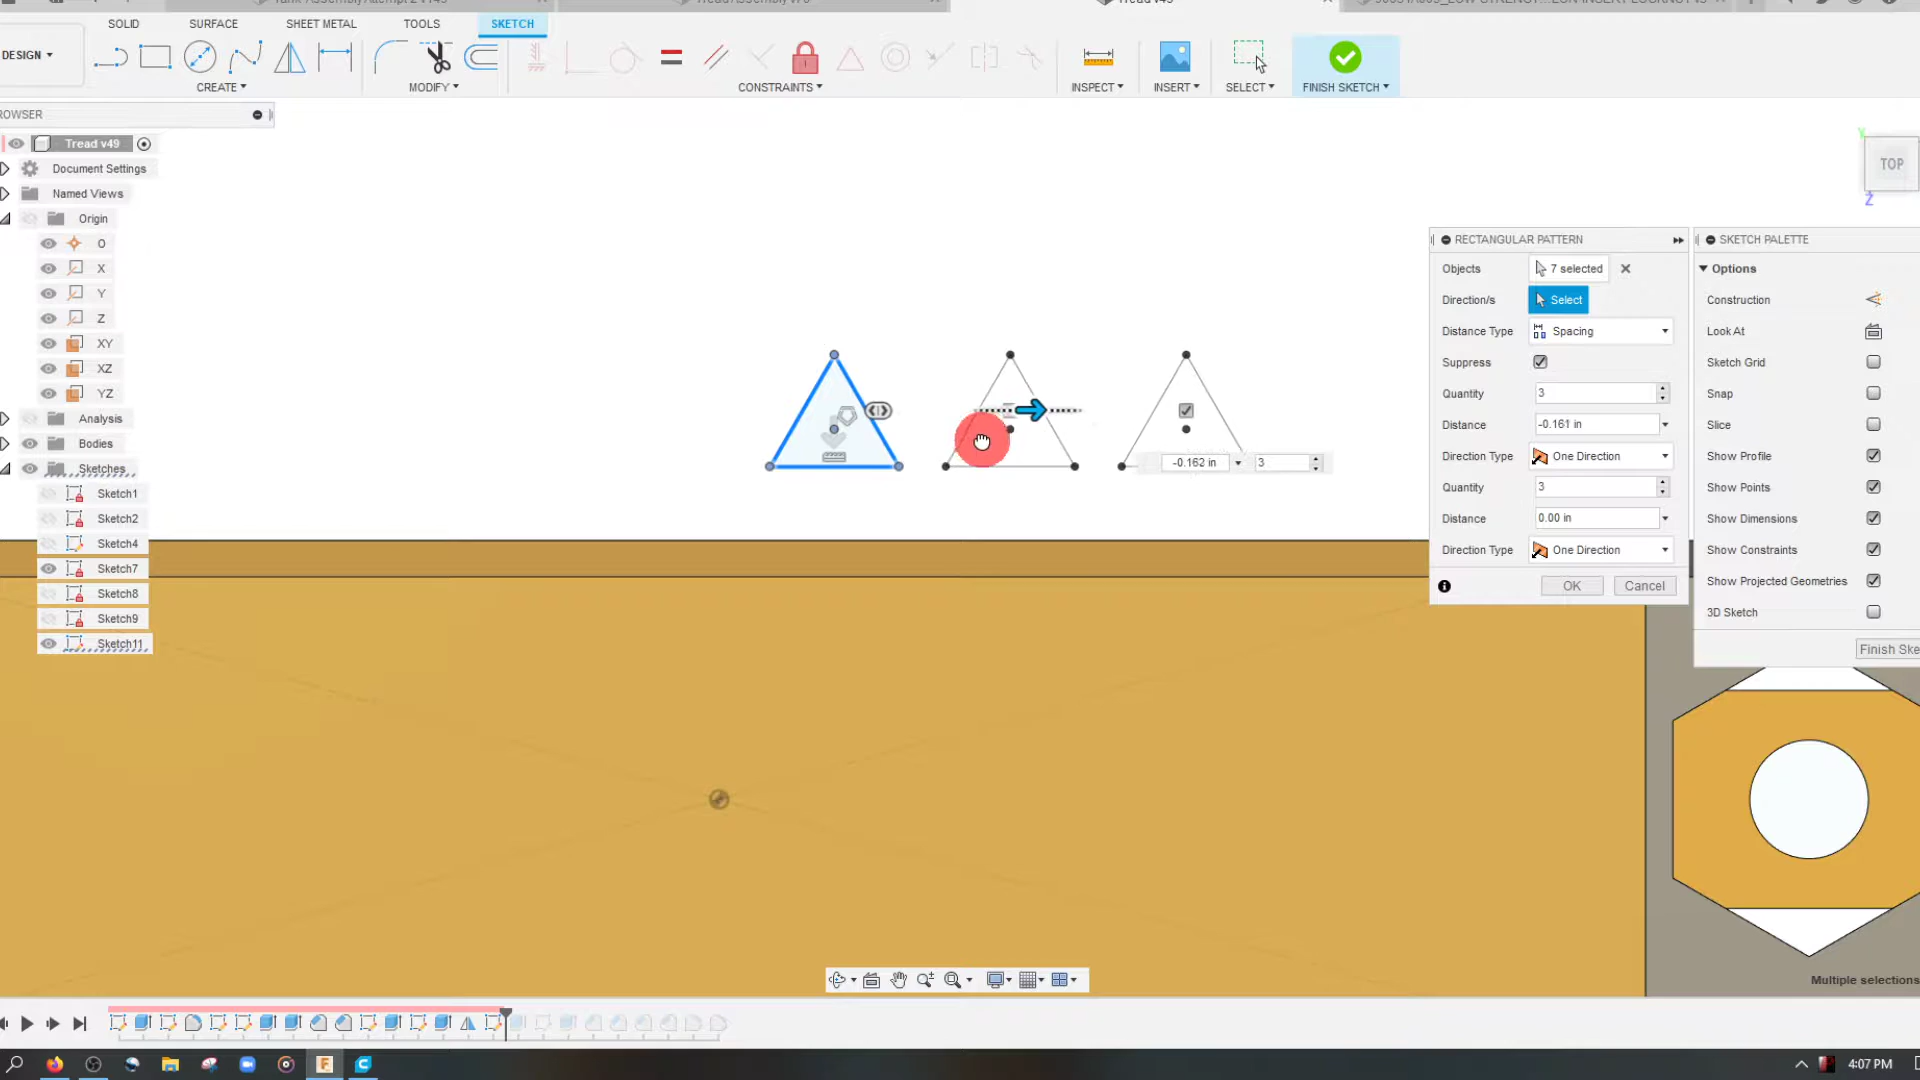 Tread v49
DESIGN
SOLID
SURFACE
SHEET METAL
TOOLS
SKETCH
CREATE
MODIFY
CONSTRAINTS
INSPECT
INSERT
SELECT
FINISH SKETCH
ROWSER
Tread v49
Document Settings
Named Views
Origin
O
X
Y
Z
XY
XZ
YZ
Analysis
Bodies
Sketches
Sketch1
Sketch2
Sketch4
Sketch7
Sketch8
Sketch9
Sketch11
-0.162 in
3
Y
TOP
Z
RECTANGULAR PATTERN
Objects 7 selected
Direction/s Select
Distance Type Spacing
Suppress
Quantity 3
Distance -0.161 in
Direction Type One Direction
Quantity 3
Distance 0.00 in
Direction Type One Direction
OK Cancel
SKETCH PALETTE
Options
Construction
Look At
Sketch Grid
Snap
Slice
Show Profile
Show Points
Show Dimensions
Show Constraints
Show Projected Geometries
3D Sketch
Finish Ske
Multiple selections
4:07 PM